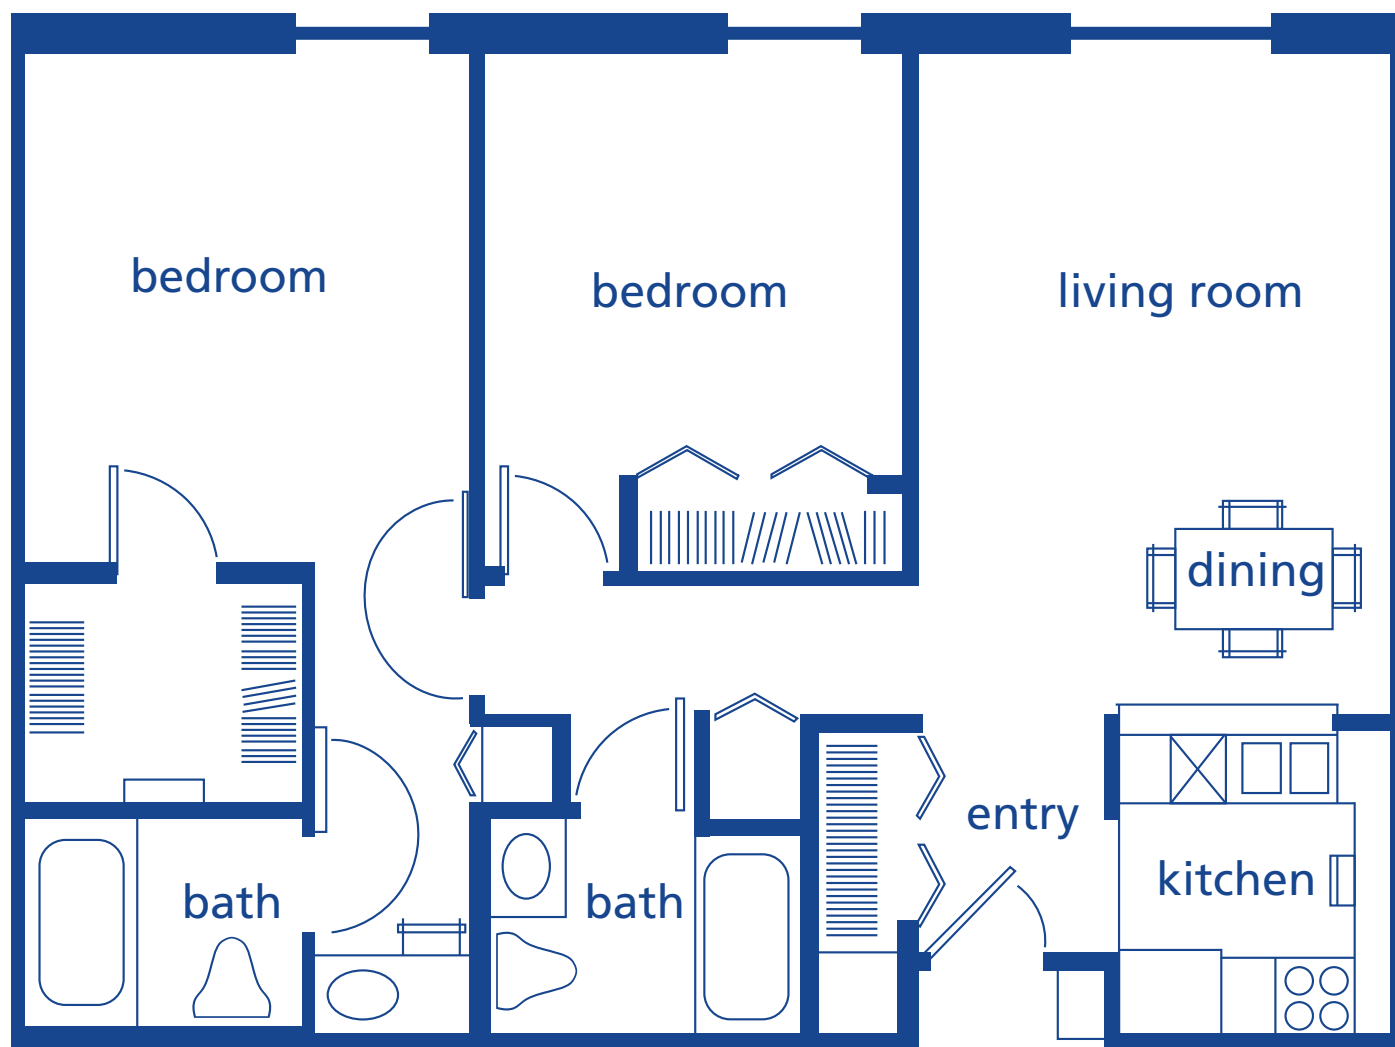 bedroom
bedroom
living room
dining
entry
kitchen
bath
bath